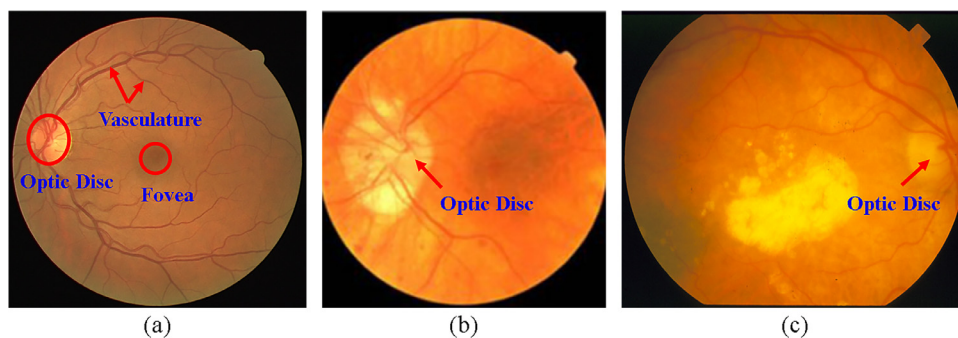 Vasculature
Optic Disc
Fovea
Optic Disc
Optic Disc
(a)
(b)
(c)